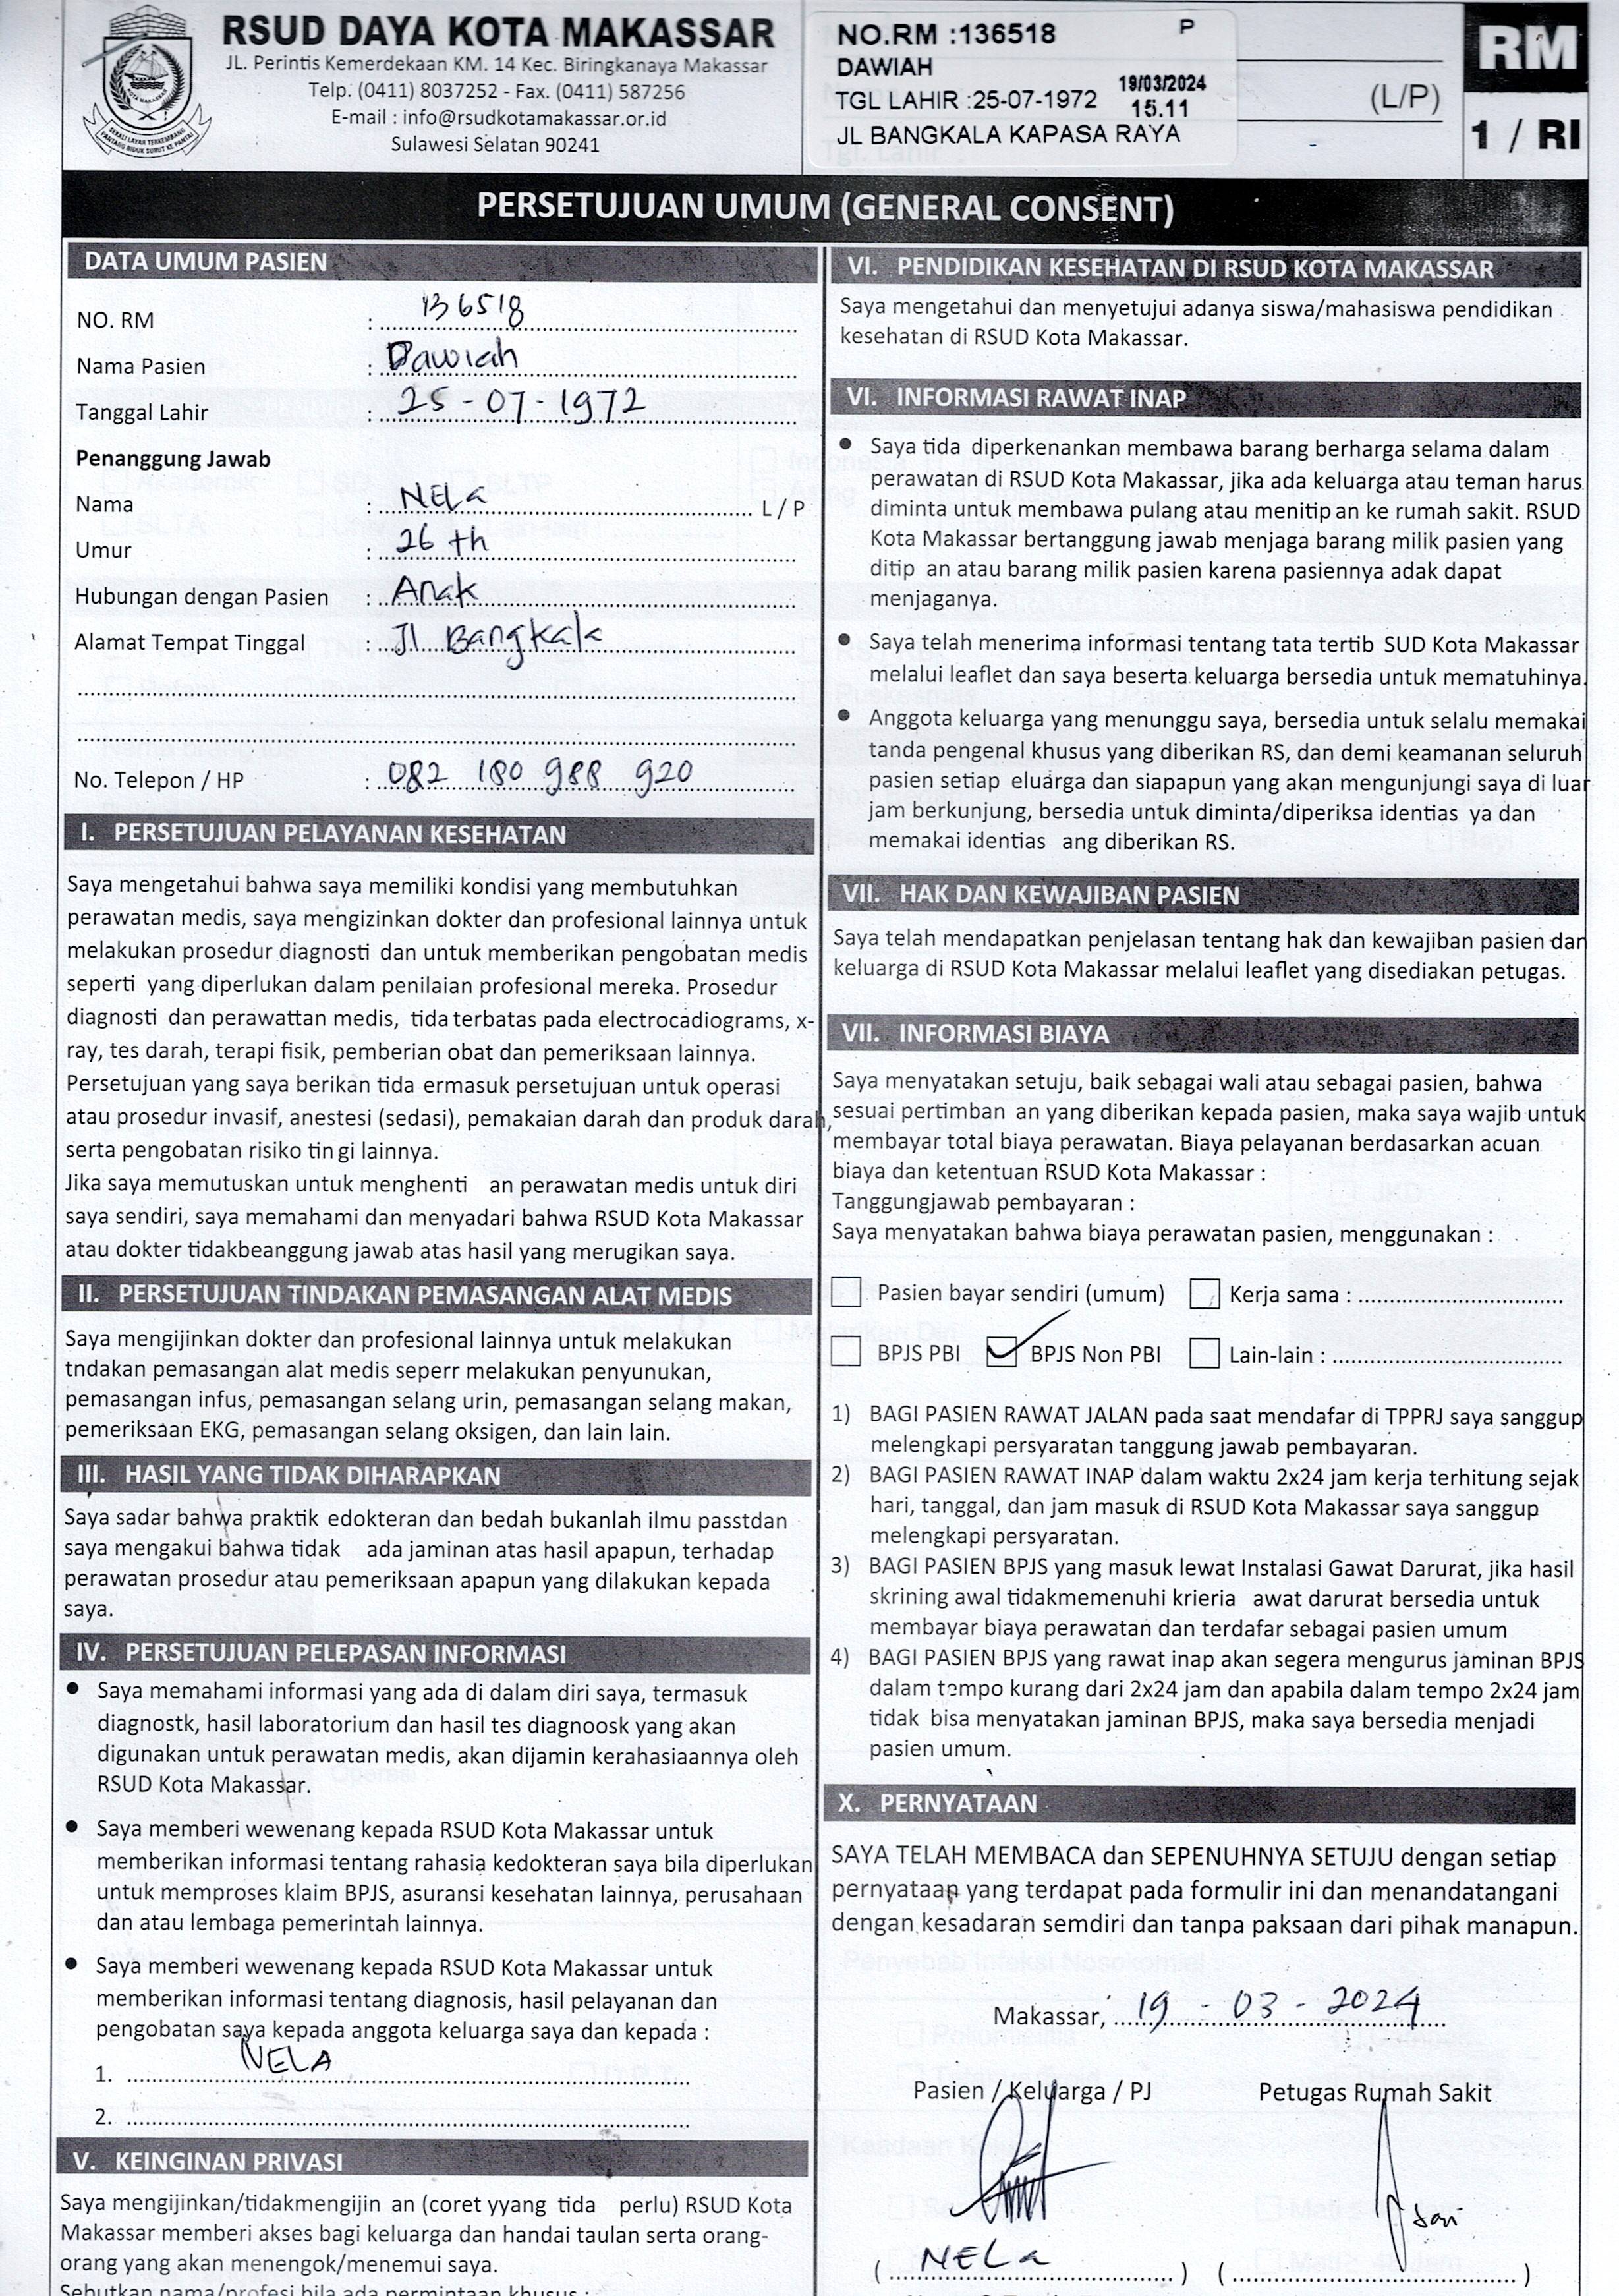 RSUD DAYA KOTA MAKASSAR
JL. Perintis Kemerdekaan KM. 14 Kec. Biringkanaya Makassar
Telp. (0411) 8037252 - Fax. (0411) 587256
E-mail : info@rsudkotamakassar.or.id
Sulawesi Selatan 90241
NO.RM :136518 P
DAWIAH
19/03/2024
TGL LAHIR :25-07-1972 15.11
JL BANGKALA KAPASA RAYA
(L/P)
RM
1 / RI
PERSETUJUAN UMUM (GENERAL CONSENT)
DATA UMUM PASIEN
NO. RM : 136518
Nama Pasien : Dawiah
Tanggal Lahir : 25-07-1972
Penanggung Jawab
Nama : NELa L / P
Umur : 26 th
Hubungan dengan Pasien : Anak
Alamat Tempat Tinggal : Jl Bangkala
No. Telepon / HP : 082 180 988 920
I. PERSETUJUAN PELAYANAN KESEHATAN
Saya mengetahui bahwa saya memiliki kondisi yang membutuhkan
perawatan medis, saya mengizinkan dokter dan profesional lainnya untuk
melakukan prosedur diagnosti dan untuk memberikan pengobatan medis
seperti yang diperlukan dalam penilaian profesional mereka. Prosedur
diagnosti dan perawattan medis, tida terbatas pada electrocadiograms, x-
ray, tes darah, terapi fisik, pemberian obat dan pemeriksaan lainnya.
Persetujuan yang saya berikan tida ermasuk persetujuan untuk operasi
atau prosedur invasif, anestesi (sedasi), pemakaian darah dan produk darah,
serta pengobatan risiko tin gi lainnya.
Jika saya memutuskan untuk menghenti an perawatan medis untuk diri
saya sendiri, saya memahami dan menyadari bahwa RSUD Kota Makassar
atau dokter tidakbeanggung jawab atas hasil yang merugikan saya.
II. PERSETUJUAN TINDAKAN PEMASANGAN ALAT MEDIS
Saya mengijinkan dokter dan profesional lainnya untuk melakukan
tndakan pemasangan alat medis seperr melakukan penyunukan,
pemasangan infus, pemasangan selang urin, pemasangan selang makan,
pemeriksaan EKG, pemasangan selang oksigen, dan lain lain.
III. HASIL YANG TIDAK DIHARAPKAN
Saya sadar bahwa praktik edokteran dan bedah bukanlah ilmu passtdan
saya mengakui bahwa tidak ada jaminan atas hasil apapun, terhadap
perawatan prosedur atau pemeriksaan apapun yang dilakukan kepada
saya.
IV. PERSETUJUAN PELEPASAN INFORMASI
• Saya memahami informasi yang ada di dalam diri saya, termasuk
diagnostk, hasil laboratorium dan hasil tes diagnoosk yang akan
digunakan untuk perawatan medis, akan dijamin kerahasiaannya oleh
RSUD Kota Makassar.
• Saya memberi wewenang kepada RSUD Kota Makassar untuk
memberikan informasi tentang rahasia kedokteran saya bila diperlukan
untuk memproses klaim BPJS, asuransi kesehatan lainnya, perusahaan
dan atau lembaga pemerintah lainnya.
• Saya memberi wewenang kepada RSUD Kota Makassar untuk
memberikan informasi tentang diagnosis, hasil pelayanan dan
pengobatan saya kepada anggota keluarga saya dan kepada :
1. NELA
2.
V. KEINGINAN PRIVASI
Saya mengijinkan/tidakmengijin an (coret yyang tida perlu) RSUD Kota
Makassar memberi akses bagi keluarga dan handai taulan serta orang-
orang yang akan menengok/menemui saya.
Sebutkan nama/profesi bila ada permintaan khusus :
VI. PENDIDIKAN KESEHATAN DI RSUD KOTA MAKASSAR
Saya mengetahui dan menyetujui adanya siswa/mahasiswa pendidikan
kesehatan di RSUD Kota Makassar.
VI. INFORMASI RAWAT INAP
• Saya tida diperkenankan membawa barang berharga selama dalam
perawatan di RSUD Kota Makassar, jika ada keluarga atau teman harus
diminta untuk membawa pulang atau menitip an ke rumah sakit. RSUD
Kota Makassar bertanggung jawab menjaga barang milik pasien yang
ditip an atau barang milik pasien karena pasiennya adak dapat
menjaganya.
• Saya telah menerima informasi tentang tata tertib SUD Kota Makassar
melalui leaflet dan saya beserta keluarga bersedia untuk mematuhinya.
• Anggota keluarga yang menunggu saya, bersedia untuk selalu memakai
tanda pengenal khusus yang diberikan RS, dan demi keamanan seluruh
pasien setiap eluarga dan siapapun yang akan mengunjungi saya di luar
jam berkunjung, bersedia untuk diminta/diperiksa identias ya dan
memakai identias ang diberikan RS.
VII. HAK DAN KEWAJIBAN PASIEN
Saya telah mendapatkan penjelasan tentang hak dan kewajiban pasien dan
keluarga di RSUD Kota Makassar melalui leaflet yang disediakan petugas.
VII. INFORMASI BIAYA
Saya menyatakan setuju, baik sebagai wali atau sebagai pasien, bahwa
sesuai pertimban an yang diberikan kepada pasien, maka saya wajib untuk
membayar total biaya perawatan. Biaya pelayanan berdasarkan acuan
biaya dan ketentuan RSUD Kota Makassar :
Tanggungjawab pembayaran :
Saya menyatakan bahwa biaya perawatan pasien, menggunakan :
Pasien bayar sendiri (umum) Kerja sama :
BPJS PBI BPJS Non PBI Lain-lain :
1) BAGI PASIEN RAWAT JALAN pada saat mendafar di TPPRJ saya sanggup
melengkapi persyaratan tanggung jawab pembayaran.
2) BAGI PASIEN RAWAT INAP dalam waktu 2x24 jam kerja terhitung sejak
hari, tanggal, dan jam masuk di RSUD Kota Makassar saya sanggup
melengkapi persyaratan.
3) BAGI PASIEN BPJS yang masuk lewat Instalasi Gawat Darurat, jika hasil
skrining awal tidakmemenuhi krieria awat darurat bersedia untuk
membayar biaya perawatan dan terdafar sebagai pasien umum
4) BAGI PASIEN BPJS yang rawat inap akan segera mengurus jaminan BPJS
dalam tempo kurang dari 2x24 jam dan apabila dalam tempo 2x24 jam
tidak bisa menyatakan jaminan BPJS, maka saya bersedia menjadi
pasien umum.
X. PERNYATAAN
SAYA TELAH MEMBACA dan SEPENUHNYA SETUJU dengan setiap
pernyataan yang terdapat pada formulir ini dan menandatangani
dengan kesadaran semdiri dan tanpa paksaan dari pihak manapun.
Makassar, 19 - 03 - 2024
Pasien / Keluarga / PJ Petugas Rumah Sakit
( NELa ) ( )